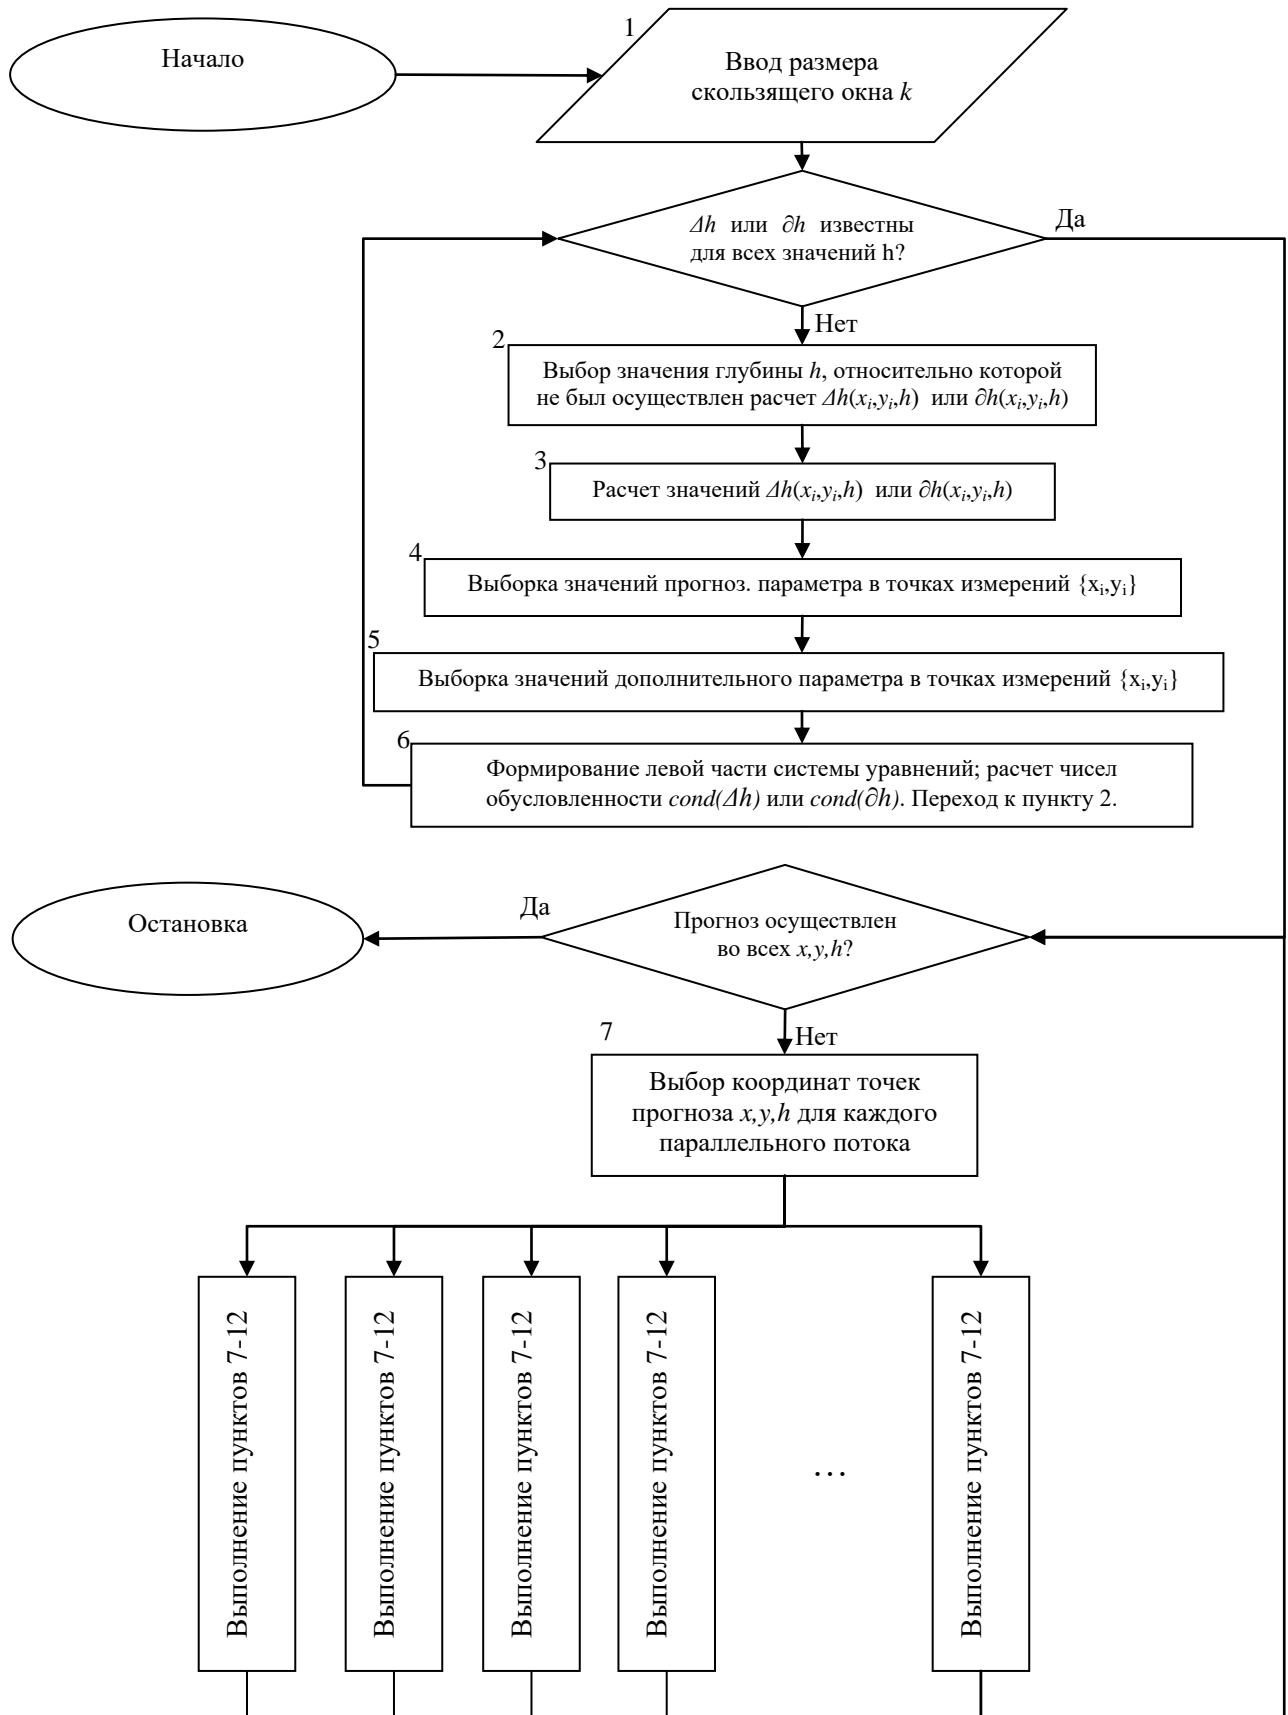 Начало
1
Ввод размера
скользящего окна k
Δh или ∂h известны
для всех значений h?
Да
Нет
2
Выбор значения глубины h, относительно которой
не был осуществлен расчет Δh(xᵢ,yᵢ,h) или ∂h(xᵢ,yᵢ,h)
3
Расчет значений Δh(xᵢ,yᵢ,h) или ∂h(xᵢ,yᵢ,h)
4
Выборка значений прогноз. параметра в точках измерений {xᵢ,yᵢ}
5
Выборка значений дополнительного параметра в точках измерений {xᵢ,yᵢ}
6
Формирование левой части системы уравнений; расчет чисел
обусловленности cond(Δh) или cond(∂h). Переход к пункту 2.
Остановка
Да
Прогноз осуществлен
во всех x,y,h?
Нет
7
Выбор координат точек
прогноза x,y,h для каждого
параллельного потока
Выполнение пунктов 7-12
Выполнение пунктов 7-12
Выполнение пунктов 7-12
Выполнение пунктов 7-12
…
Выполнение пунктов 7-12